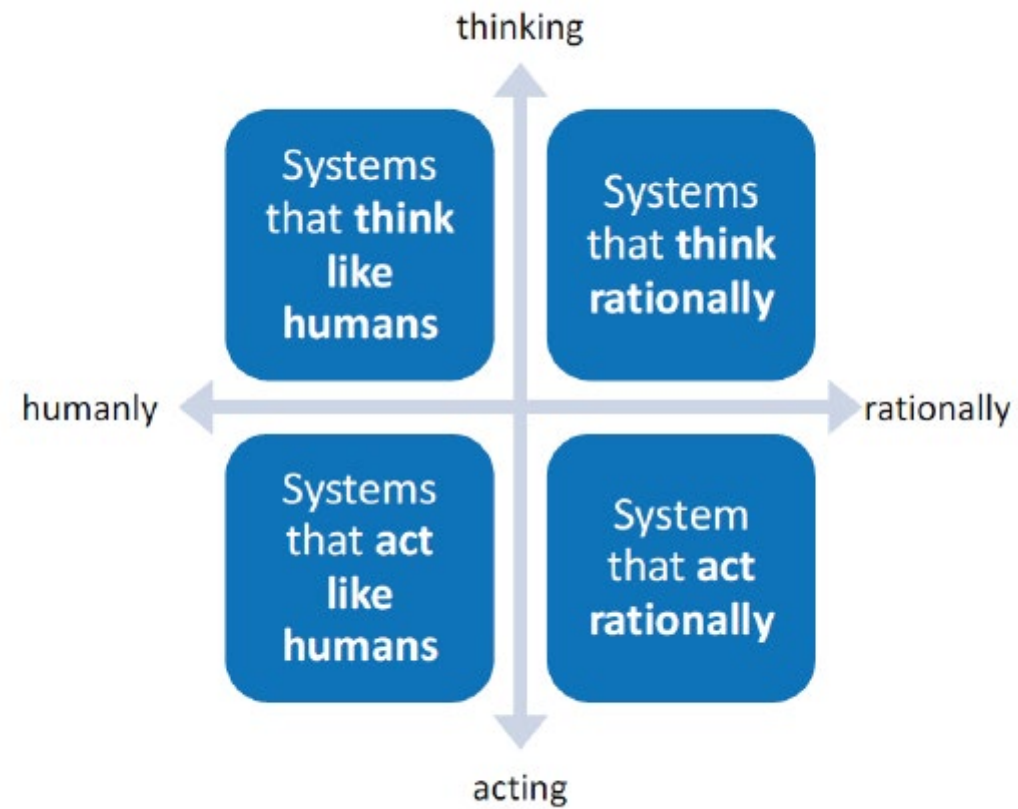 thinking
Systems
that think
like
humans
Systems
that think
rationally
humanly
rationally
Systems
that act
like
humans
System
that act
rationally
acting